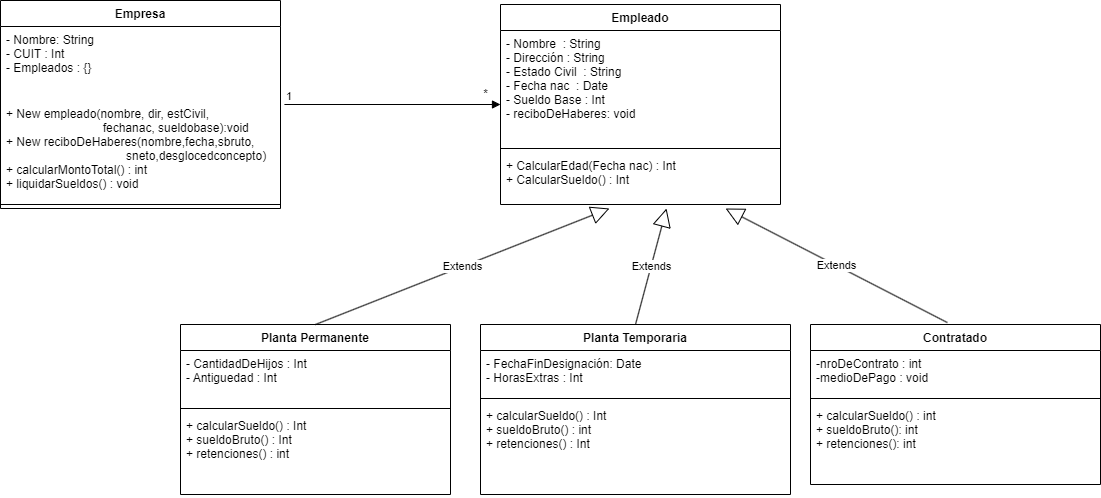 Empresa
- Nombre: String
- CUIT : Int
- Empleados : {}
+ New empleado(nombre, dir, estCivil,
fechanac, sueldobase):void
+ New reciboDeHaberes(nombre,fecha,sbruto,
sneto,desglocedconcepto)
+ calcularMontoTotal() : int
+ liquidarSueldos() : void
1
*
Empleado
- Nombre : String
- Dirección : String
- Estado Civil : String
- Fecha nac : Date
- Sueldo Base : Int
- reciboDeHaberes: void
+ CalcularEdad(Fecha nac) : Int
+ CalcularSueldo() : Int
Extends
Extends
Extends
Planta Permanente
- CantidadDeHijos : Int
- Antiguedad : Int
+ calcularSueldo() : Int
+ sueldoBruto() : Int
+ retenciones() : int
Planta Temporaria
- FechaFinDesignación: Date
- HorasExtras : Int
+ calcularSueldo() : Int
+ sueldoBruto() : int
+ retenciones() : Int
Contratado
-nroDeContrato : int
-medioDePago : void
+ calcularSueldo() : int
+ sueldoBruto(): int
+ retenciones(): int